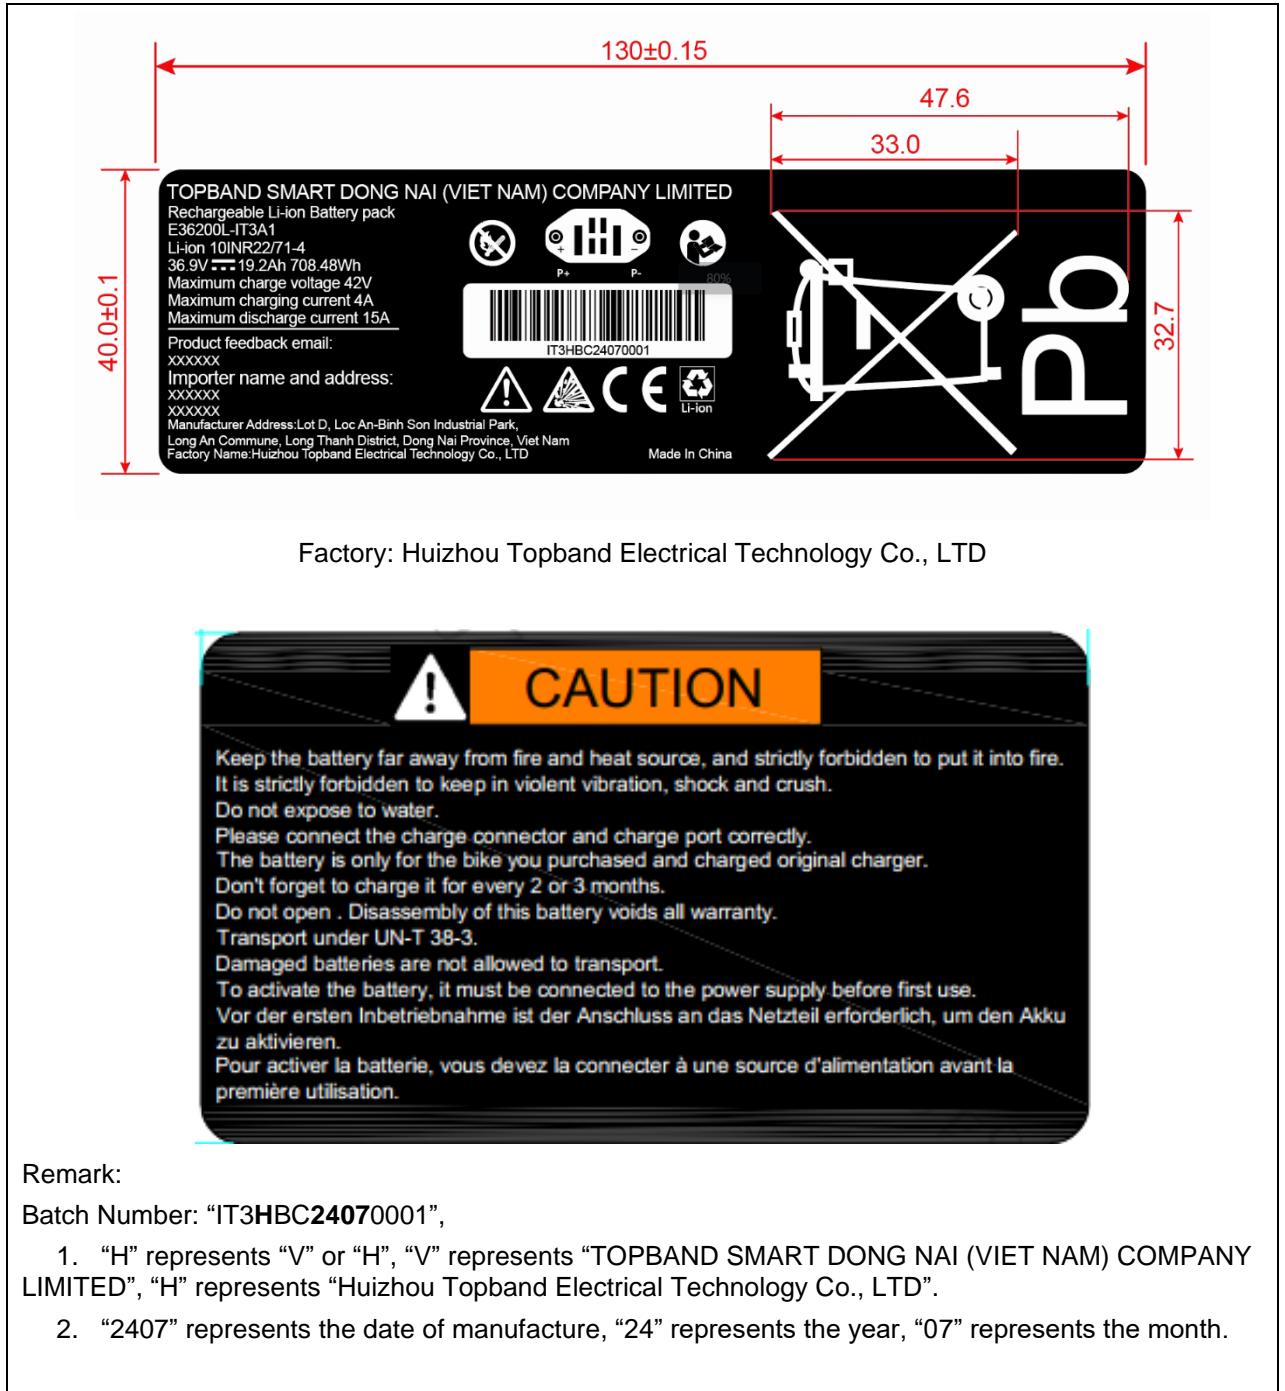 130±0.15
47.6
33.0
40.0±0.1
32.7
TOPBAND SMART DONG NAI (VIET NAM) COMPANY LIMITED
Rechargeable Li-ion Battery pack
E36200L-IT3A1
Li-ion 10INR22/71-4
36.9V 19.2Ah 708.48Wh
Maximum charge voltage 42V
Maximum charging current 4A
Maximum discharge current 15A
Product feedback email:
XXXXXX
Importer name and address:
XXXXXX
XXXXXX
Manufacturer Address:Lot D, Loc An-Binh Son Industrial Park,
Long An Commune, Long Thanh District, Dong Nai Province, Viet Nam
Factory Name:Huizhou Topband Electrical Technology Co., LTD
Made In China
+ −
P+ P-
80%
IT3HBC24070001
CE
Li-ion
Pb
Factory: Huizhou Topband Electrical Technology Co., LTD
CAUTION
Keep the battery far away from fire and heat source, and strictly forbidden to put it into fire.
It is strictly forbidden to keep in violent vibration, shock and crush.
Do not expose to water.
Please connect the charge connector and charge port correctly.
The battery is only for the bike you purchased and charged original charger.
Don't forget to charge it for every 2 or 3 months.
Do not open . Disassembly of this battery voids all warranty.
Transport under UN-T 38-3.
Damaged batteries are not allowed to transport.
To activate the battery, it must be connected to the power supply before first use.
Vor der ersten Inbetriebnahme ist der Anschluss an das Netzteil erforderlich, um den Akku
zu aktivieren.
Pour activer la batterie, vous devez la connecter à une source d'alimentation avant la
première utilisation.
Remark:
Batch Number: “IT3HBC24070001”,
1. “H” represents “V” or “H”, “V” represents “TOPBAND SMART DONG NAI (VIET NAM) COMPANY
LIMITED”, “H” represents “Huizhou Topband Electrical Technology Co., LTD”.
2. “2407” represents the date of manufacture, “24” represents the year, “07” represents the month.